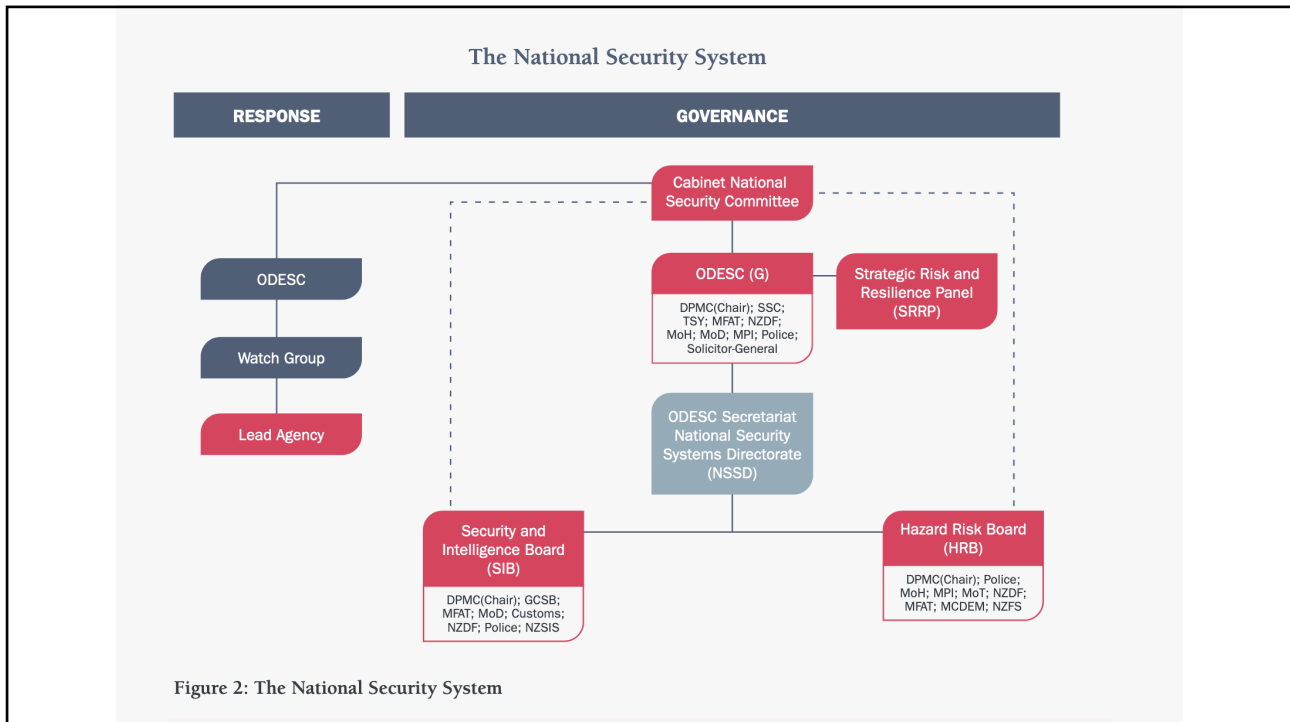 The National Security System
RESPONSE
GOVERNANCE
Cabinet National
Security Committee
ODESC
Watch Group
Lead Agency
ODESC (G)
DPMC(Chair); SSC;
TSY; MFAT; NZDF;
MoH; MoD; MPI; Police;
Solicitor-General
Strategic Risk and
Resilience Panel
(SRRP)
ODESC Secretariat
National Security
Systems Directorate
(NSSD)
Security and
Intelligence Board
(SIB)
DPMC(Chair); GCSB;
MFAT; MoD; Customs;
NZDF; Police; NZSIS
Hazard Risk Board
(HRB)
DPMC(Chair); Police;
MoH; MPI; MoT; NZDF;
MFAT; MCDEM; NZFS
Figure 2: The National Security System